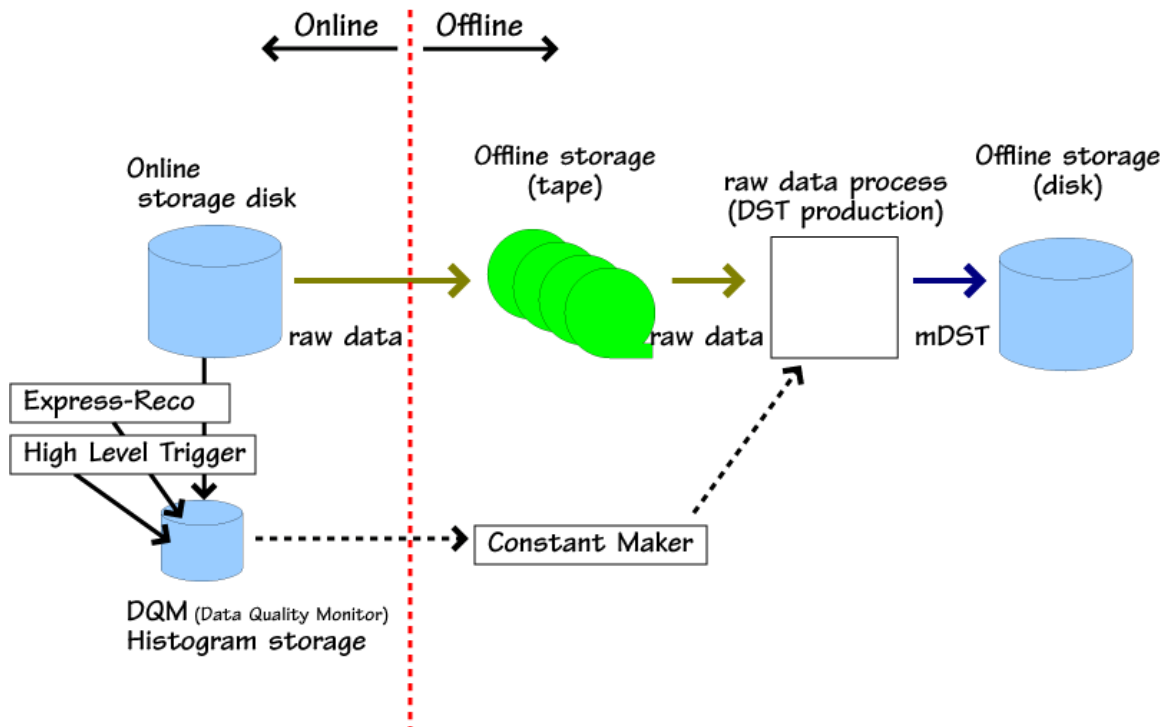 Online
Offline
Online
storage disk
Offline storage
(tape)
raw data process
(DST production)
Offline storage
(disk)
raw data
raw data
mDST
Express-Reco
High Level Trigger
Constant Maker
DQM (Data Quality Monitor)
Histogram storage